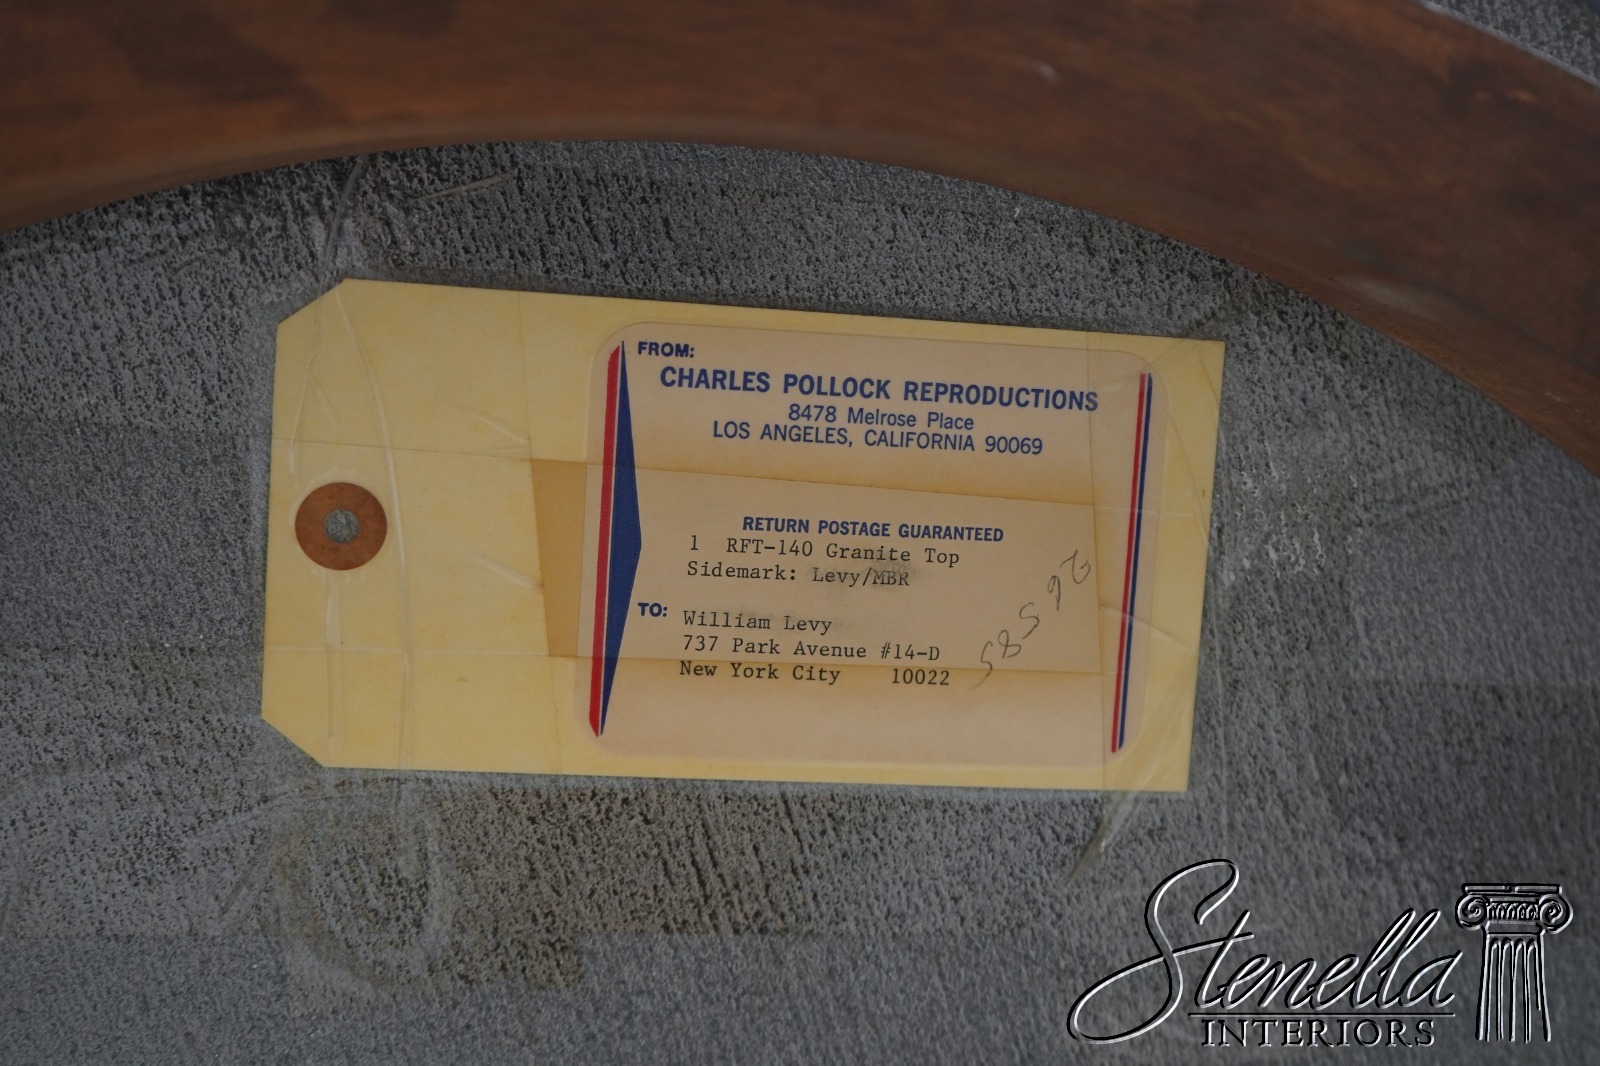 FROM:
CHARLES POLLOCK REPRODUCTIONS
8478 Melrose Place
LOS ANGELES, CALIFORNIA 90069
RETURN POSTAGE GUARANTEED
1 RFT-140 Granite Top
Sidemark: Levy/MBR
TO: William Levy
737 Park Avenue #14-D
New York City 10022
Stenella
INTERIORS